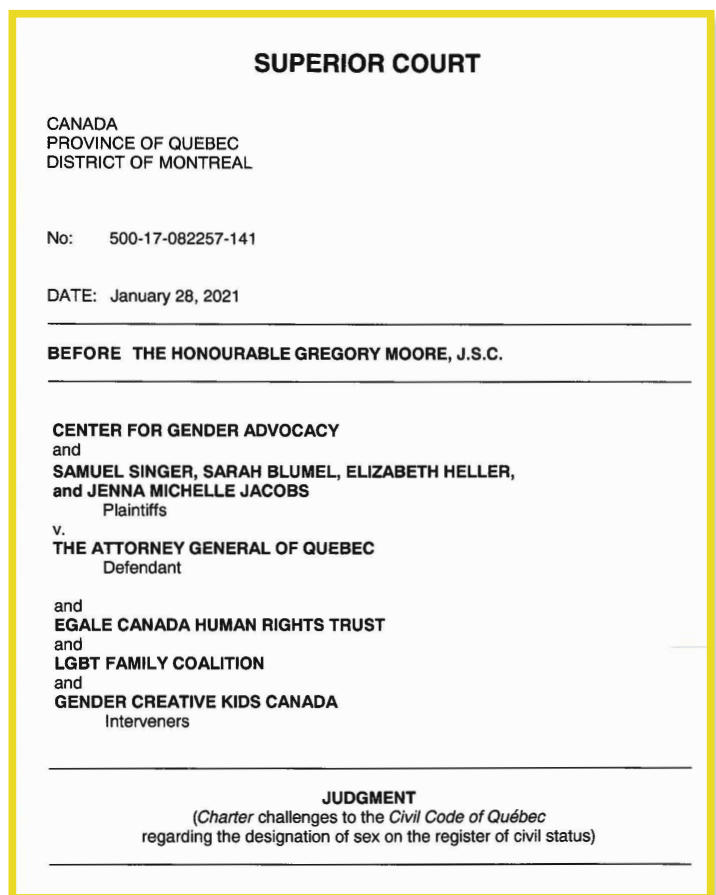 SUPERIOR COURT
CANADA
PROVINCE OF QUEBEC
DISTRICT OF MONTREAL
No: 500-17-082257-141
DATE: January 28, 2021
BEFORE THE HONOURABLE GREGORY MOORE, J.S.C.
CENTER FOR GENDER ADVOCACY
and
SAMUEL SINGER, SARAH BLUMEL, ELIZABETH HELLER,
and JENNA MICHELLE JACOBS
Plaintiffs
v.
THE ATTORNEY GENERAL OF QUEBEC
Defendant
and
EGALE CANADA HUMAN RIGHTS TRUST
and
LGBT FAMILY COALITION
and
GENDER CREATIVE KIDS CANADA
Interveners
JUDGMENT
(Charter challenges to the Civil Code of Québec
regarding the designation of sex on the register of civil status)